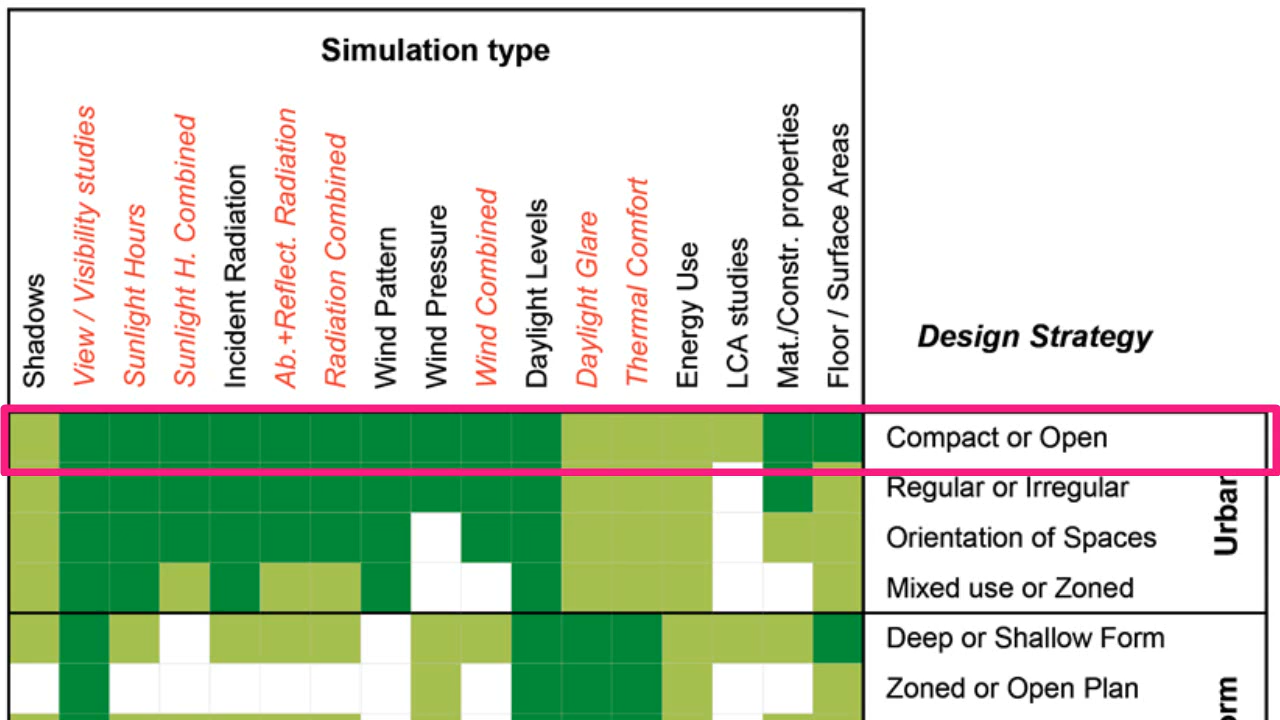 Simulation type
Shadows
View / Visibility studies
Sunlight Hours
Sunlight H. Combined
Incident Radiation
Ab.+Reflect. Radiation
Radiation Combined
Wind Pattern
Wind Pressure
Wind Combined
Daylight Levels
Daylight Glare
Thermal Comfort
Energy Use
LCA studies
Mat./Constr. properties
Floor / Surface Areas
Design Strategy
Compact or Open
Regular or Irregular
Orientation of Spaces
Mixed use or Zoned
Urban
Deep or Shallow Form
Zoned or Open Plan